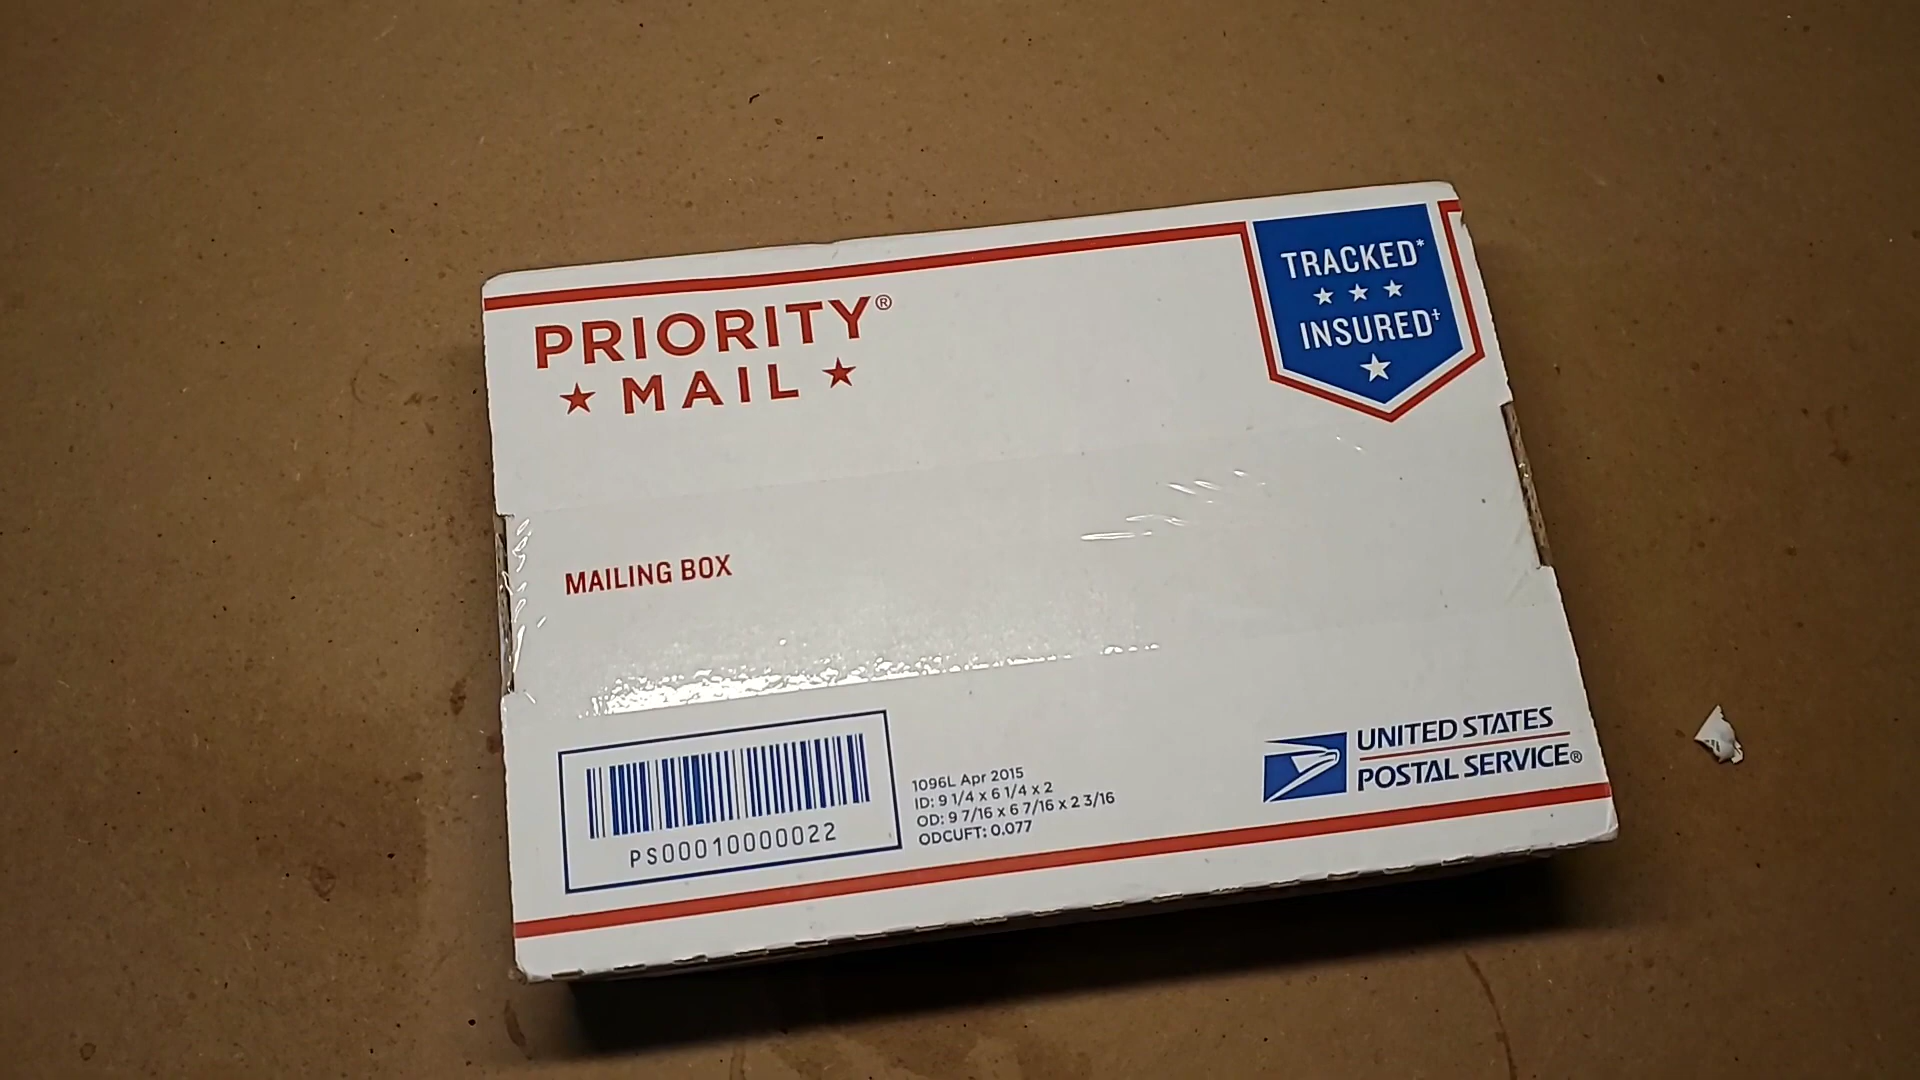 PRIORITY®
★ MAIL ★
TRACKED*
★ ★ ★
INSURED†
★
MAILING BOX
PS00010000022
1096L Apr 2015
ID: 9 1/4 x 6 1/4 x 2
OD: 9 7/16 x 6 7/16 x 2 3/16
ODCUFT: 0.077
UNITED STATES
POSTAL SERVICE®